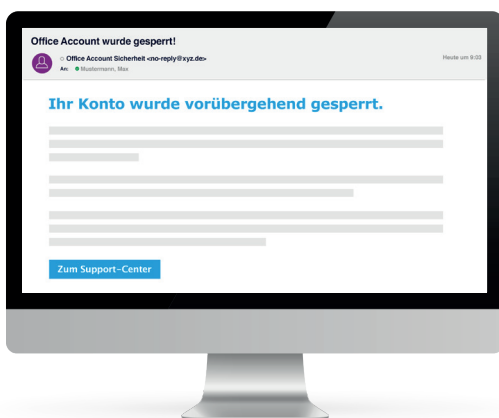 Office Account wurde gesperrt!
Office Account Sicherheit <no-reply@xyz.de>
Heute um 9:03
An: Mustermann, Max
Ihr Konto wurde vorübergehend gesperrt.
Zum Support-Center